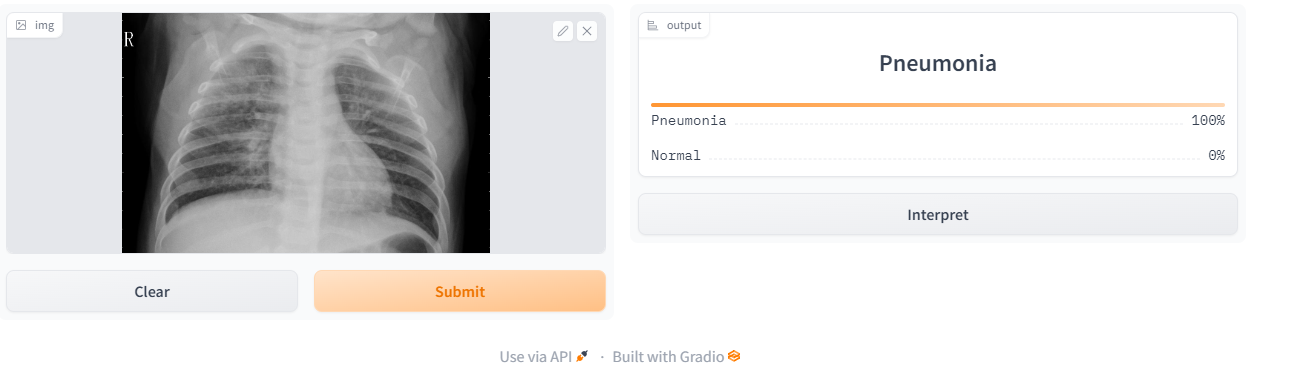 img
R
Clear
Submit
output
Pneumonia
Pneumonia 100%
Normal 0%
Interpret
Use via API · Built with Gradio